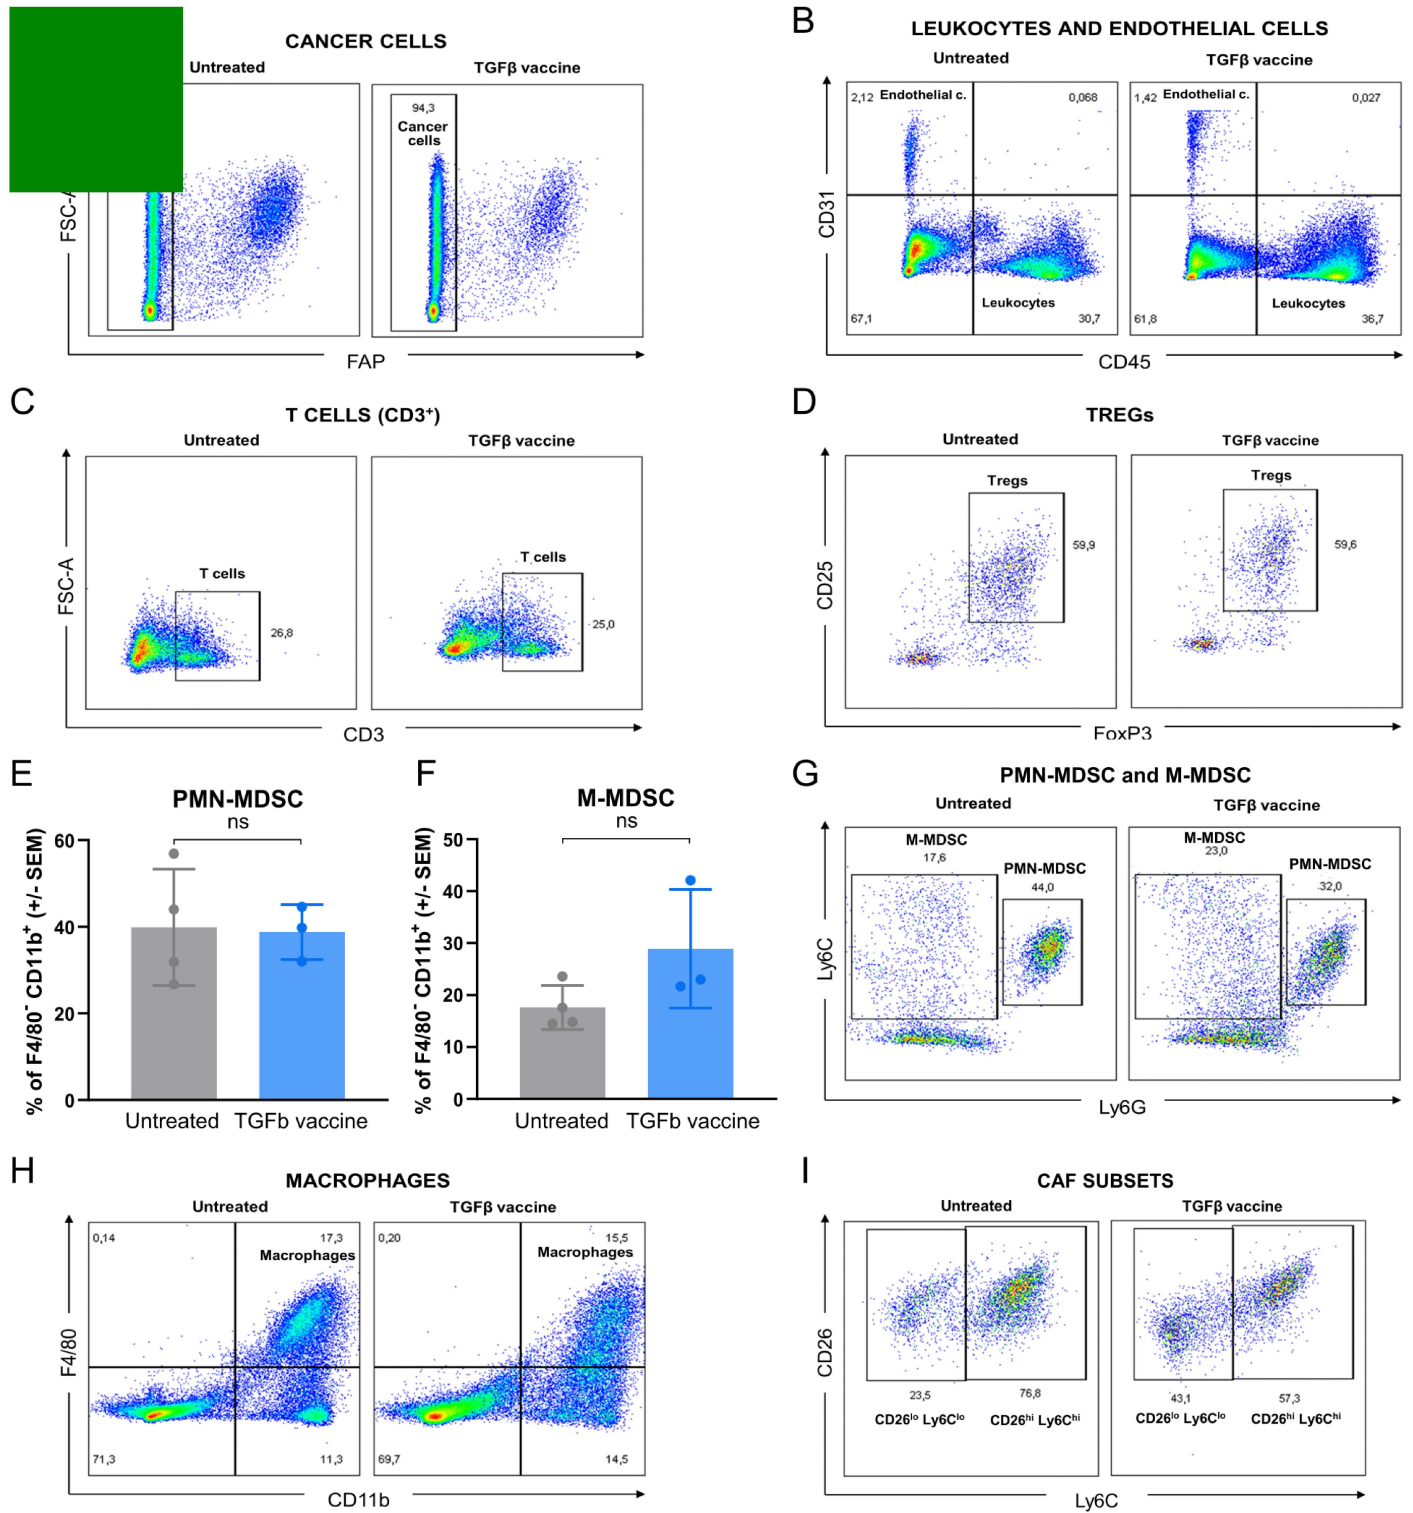 CANCER CELLS
Untreated
TGFβ vaccine
94,3
Cancer
cells
FSC-A
FAP
B
LEUKOCYTES AND ENDOTHELIAL CELLS
Untreated
TGFβ vaccine
2,12 Endothelial c.
0,068
1,42 Endothelial c.
0,027
CD31
Leukocytes
67,1
30,7
Leukocytes
61,8
36,7
CD45
C
T CELLS (CD3⁺)
Untreated
TGFβ vaccine
T cells
26,8
T cells
25,0
FSC-A
CD3
D
TREGs
Untreated
TGFβ vaccine
Tregs
59,9
Tregs
59,6
CD25
FoxP3
E
PMN-MDSC
ns
% of F4/80⁻ CD11b⁺ (+/- SEM)
60
40
20
0
Untreated
TGFb vaccine
F
M-MDSC
ns
% of F4/80⁻ CD11b⁺ (+/- SEM)
50
40
30
20
10
0
Untreated
TGFb vaccine
G
PMN-MDSC and M-MDSC
Untreated
TGFβ vaccine
M-MDSC
17,6
PMN-MDSC
44,0
M-MDSC
23,0
PMN-MDSC
32,0
Ly6C
Ly6G
H
MACROPHAGES
Untreated
TGFβ vaccine
0,14
17,3
Macrophages
0,20
15,5
Macrophages
F4/80
71,3
11,3
69,7
14,5
CD11b
I
CAF SUBSETS
Untreated
TGFβ vaccine
CD26
23,5
76,8
CD26ˡᵒ Ly6Cˡᵒ
CD26ʰⁱ Ly6Cʰⁱ
43,1
57,3
CD26ˡᵒ Ly6Cˡᵒ
CD26ʰⁱ Ly6Cʰⁱ
Ly6C